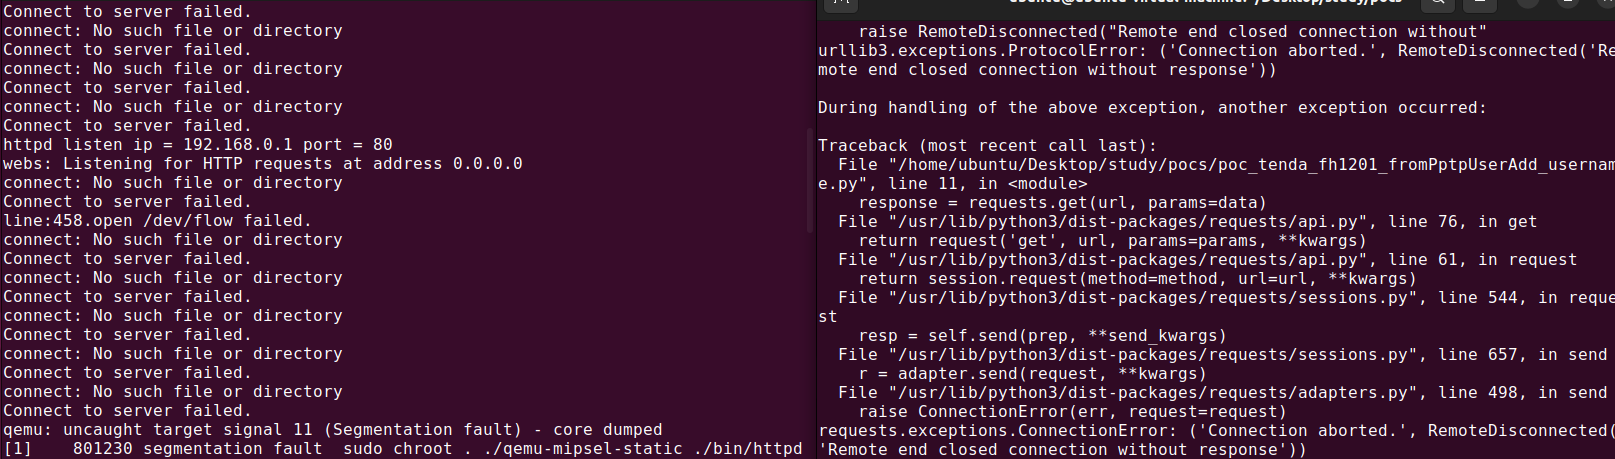 Connect to server failed.
connect: No such file or directory
Connect to server failed.
connect: No such file or directory
Connect to server failed.
connect: No such file or directory
Connect to server failed.
httpd listen ip = 192.168.0.1 port = 80
webs: Listening for HTTP requests at address 0.0.0.0
connect: No such file or directory
Connect to server failed.
line:458.open /dev/flow failed.
connect: No such file or directory
Connect to server failed.
connect: No such file or directory
Connect to server failed.
connect: No such file or directory
Connect to server failed.
connect: No such file or directory
Connect to server failed.
connect: No such file or directory
Connect to server failed.
qemu: uncaught target signal 11 (Segmentation fault) - core dumped
[1]    801230 segmentation fault  sudo chroot . ./qemu-mipsel-static ./bin/httpd
raise RemoteDisconnected("Remote end closed connection without"
urllib3.exceptions.ProtocolError: ('Connection aborted.', RemoteDisconnected('Re
mote end closed connection without response'))
During handling of the above exception, another exception occurred:
Traceback (most recent call last):
File "/home/ubuntu/Desktop/study/pocs/poc_tenda_fh1201_fromPptpUserAdd_usernam
e.py", line 11, in <module>
response = requests.get(url, params=data)
File "/usr/lib/python3/dist-packages/requests/api.py", line 76, in get
return request('get', url, params=params, **kwargs)
File "/usr/lib/python3/dist-packages/requests/api.py", line 61, in request
return session.request(method=method, url=url, **kwargs)
File "/usr/lib/python3/dist-packages/requests/sessions.py", line 544, in reque
st
resp = self.send(prep, **send_kwargs)
File "/usr/lib/python3/dist-packages/requests/sessions.py", line 657, in send
r = adapter.send(request, **kwargs)
File "/usr/lib/python3/dist-packages/requests/adapters.py", line 498, in send
raise ConnectionError(err, request=request)
requests.exceptions.ConnectionError: ('Connection aborted.', RemoteDisconnected(
'Remote end closed connection without response'))